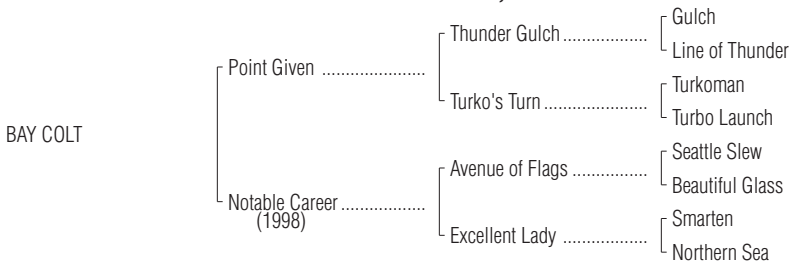 Gulch
Thunder Gulch ..................
Line of Thunder
Point Given ......................
Turkoman
Turko's Turn ......................
Turbo Launch
BAY COLT
Seattle Slew
Avenue of Flags ................
Beautiful Glass
Notable Career ..................
(1998)
Smarten
Excellent Lady ..................
Northern Sea